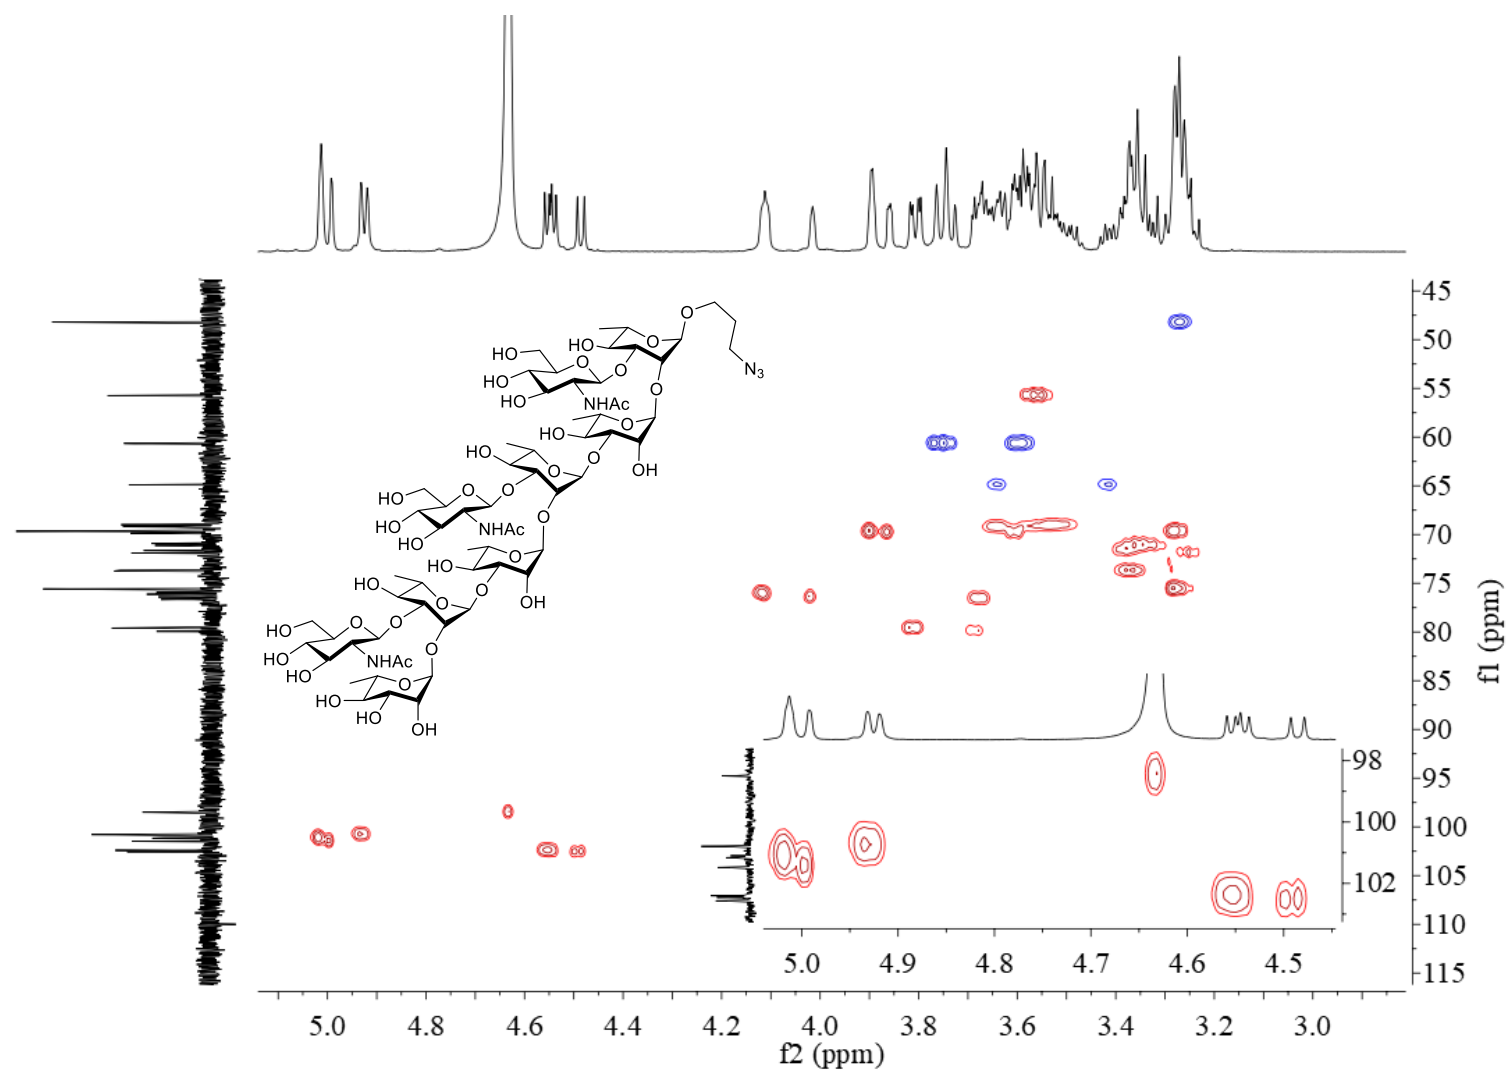 O
HO O
HO O
O N3
HO
O
HO NHAc
O
HO
HO O
O OH
HO O
O
HO NHAc
O
HO
HO O
HO
O OH
HO O
O
HO NHAc
HO O
HO
HO OH
45
50
55
60
65
70
75
80
85
90
95
100
105
110
115
f1 (ppm)
98
100
102
5.0 4.9 4.8 4.7 4.6 4.5
5.0 4.8 4.6 4.4 4.2 4.0 3.8 3.6 3.4 3.2 3.0
f2 (ppm)